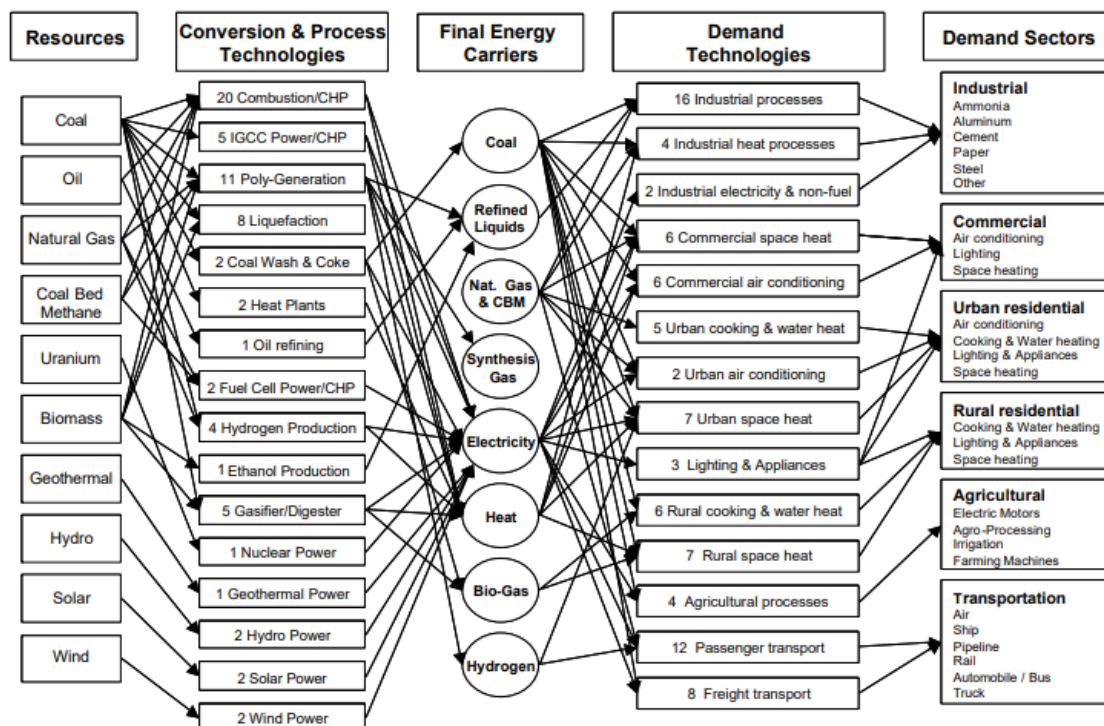 Resources
Conversion & Process
Technologies
Final Energy
Carriers
Demand
Technologies
Demand Sectors
Coal
Oil
Natural Gas
Coal Bed
Methane
Uranium
Biomass
Geothermal
Hydro
Solar
Wind
20 Combustion/CHP
5 IGCC Power/CHP
11 Poly-Generation
8 Liquefaction
2 Coal Wash & Coke
2 Heat Plants
1 Oil refining
2 Fuel Cell Power/CHP
4 Hydrogen Production
1 Ethanol Production
5 Gasifier/Digester
1 Nuclear Power
1 Geothermal Power
2 Hydro Power
2 Solar Power
2 Wind Power
Coal
Refined
Liquids
Nat. Gas
& CBM
Synthesis
Gas
Electricity
Heat
Bio-Gas
Hydrogen
16 Industrial processes
4 Industrial heat processes
2 Industrial electricity & non-fuel
6 Commercial space heat
6 Commercial air conditioning
5 Urban cooking & water heat
2 Urban air conditioning
7 Urban space heat
3 Lighting & Appliances
6 Rural cooking & water heat
7 Rural space heat
4 Agricultural processes
12 Passenger transport
8 Freight transport
Industrial
Ammonia
Aluminum
Cement
Paper
Steel
Other
Commercial
Air conditioning
Lighting
Space heating
Urban residential
Air conditioning
Cooking & Water heating
Lighting & Appliances
Space heating
Rural residential
Cooking & Water heating
Lighting & Appliances
Space heating
Agricultural
Electric Motors
Agro-Processing
Irrigation
Farming Machines
Transportation
Air
Ship
Pipeline
Rail
Automobile / Bus
Truck